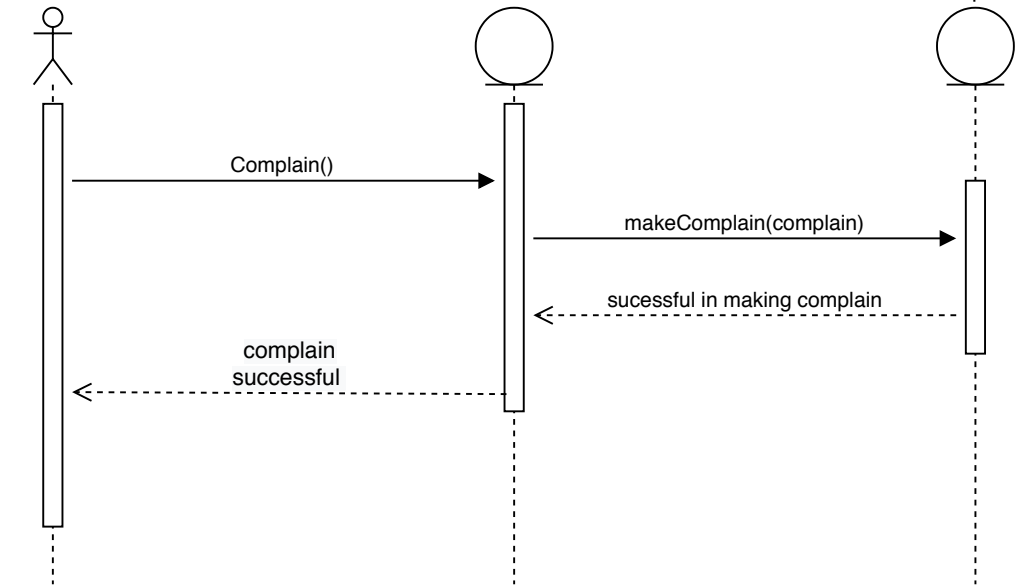 Complain()
makeComplain(complain)
sucessful in making complain
complain
successful